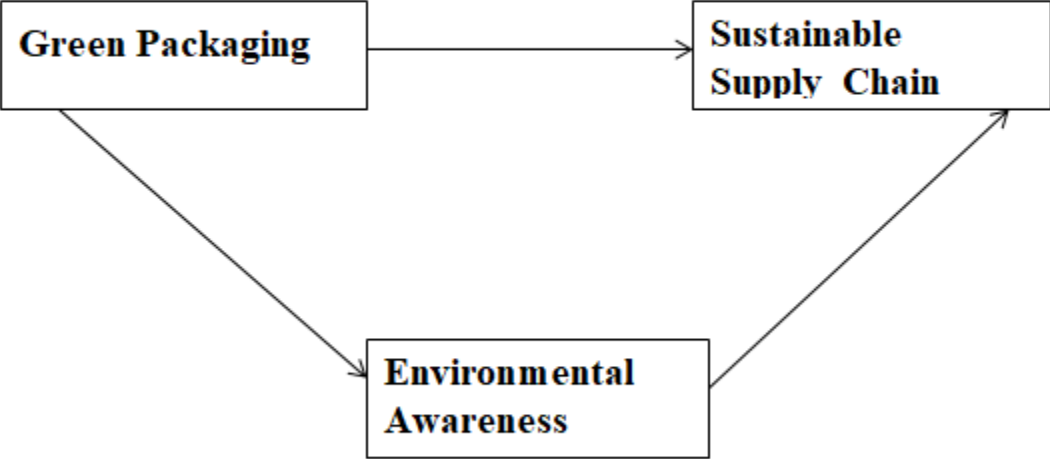 Green Packaging
Sustainable
Supply Chain
Environmental
Awareness